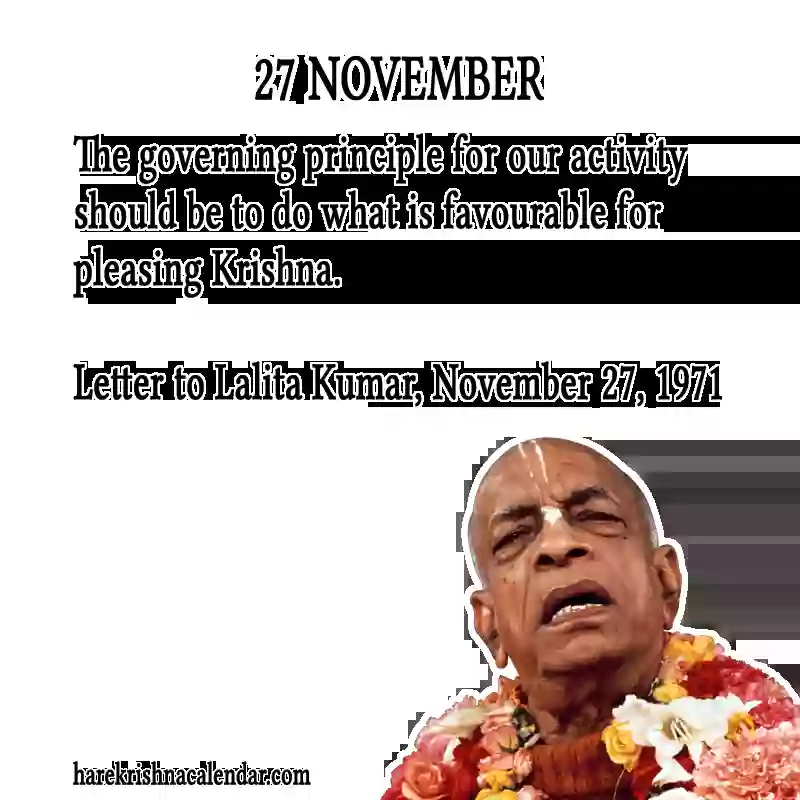 27 NOVEMBER
The governing principle for our activity
should be to do what is favourable for
pleasing Krishna.
Letter to Lalita Kumar, November 27, 1971
harekrishnacalendar.com